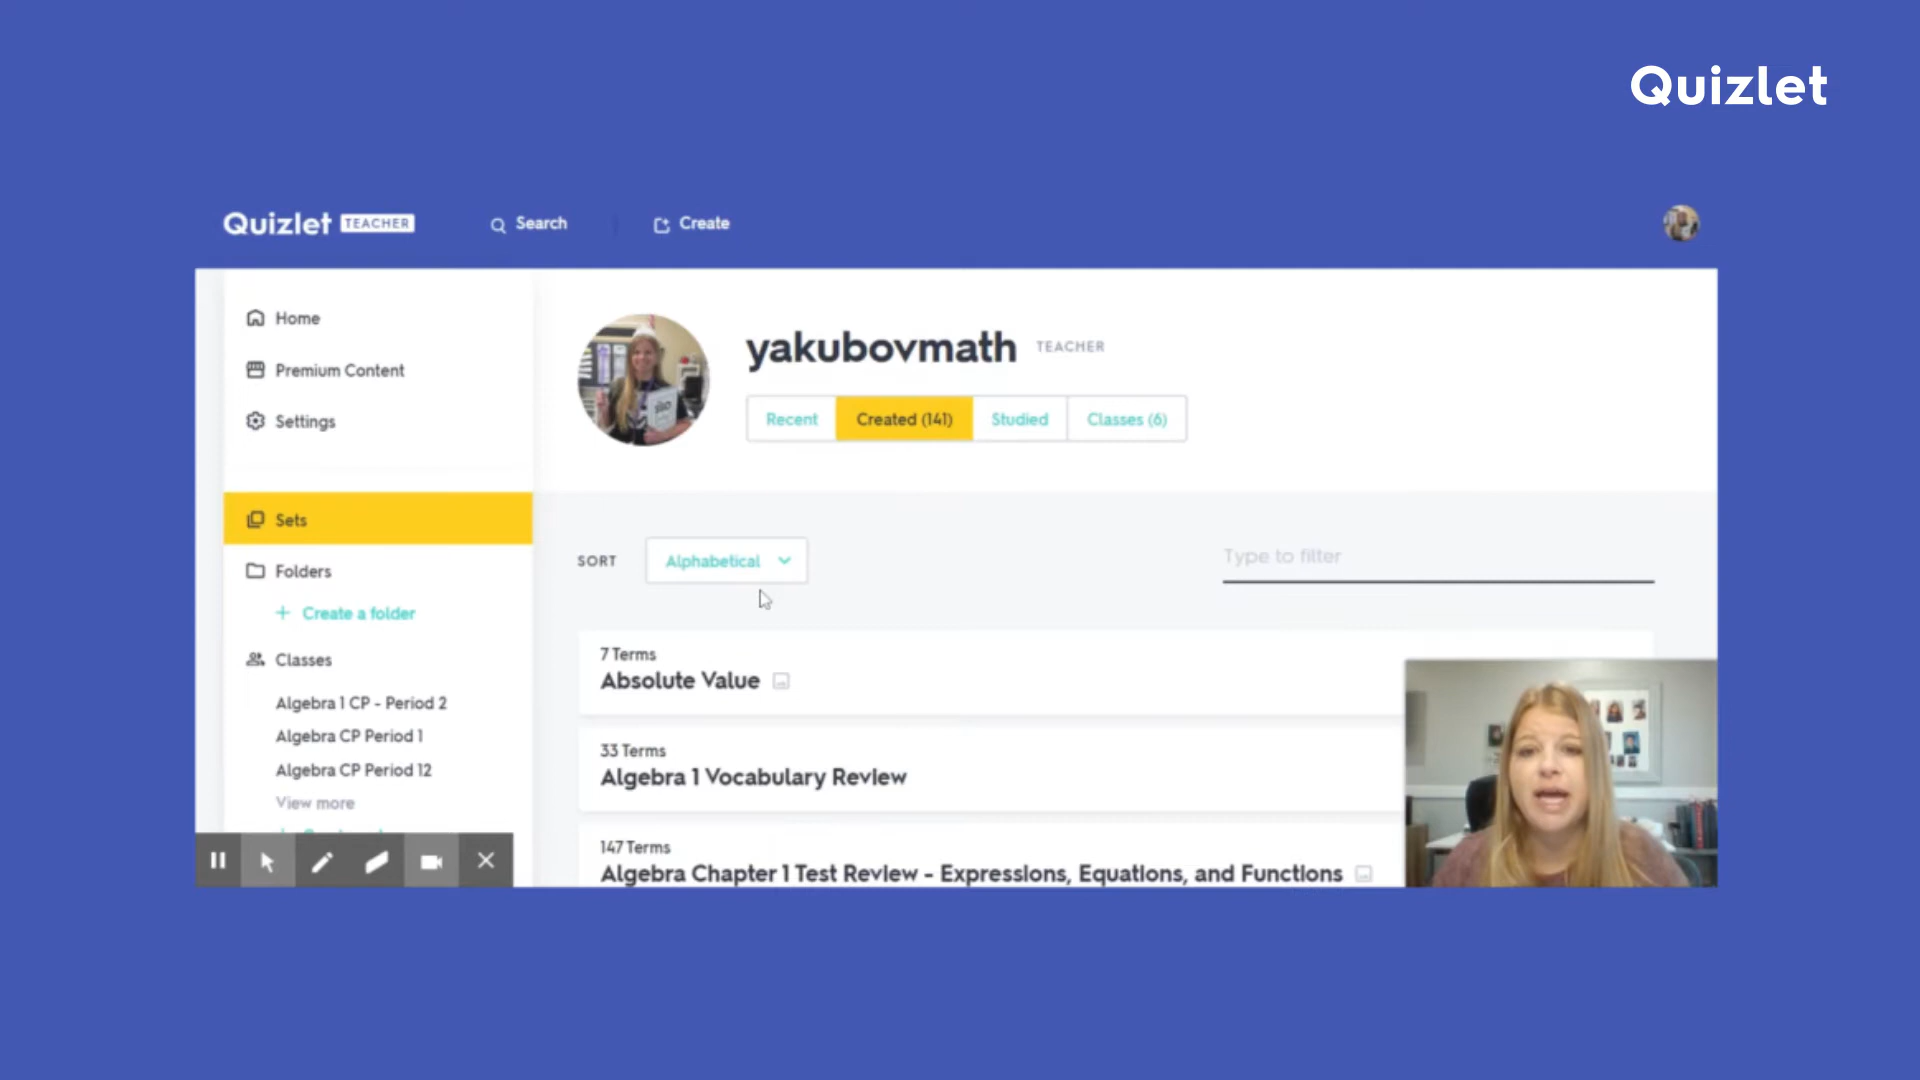 Quizlet
Quizlet TEACHER
Search
Create
Home
Premium Content
Settings
Sets
Folders
+ Create a folder
Classes
Algebra 1 CP - Period 2
Algebra CP Period 1
Algebra CP Period 12
View more
yakubovmath TEACHER
Recent
Created (141)
Studied
Classes (6)
SORT
Alphabetical
Type to filter
7 Terms
Absolute Value
33 Terms
Algebra 1 Vocabulary Review
147 Terms
Algebra Chapter 1 Test Review - Expressions, Equations, and Functions